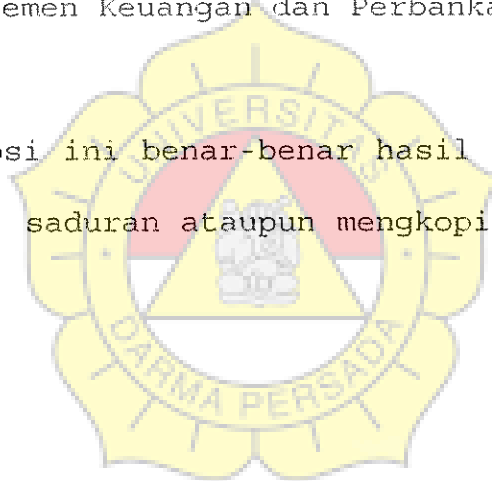 emen Keuangan dan Perbanka
si ini benar-benar hasil
saduran ataupun mengkopi
UNIVERSITAS
DARMA PERSADA